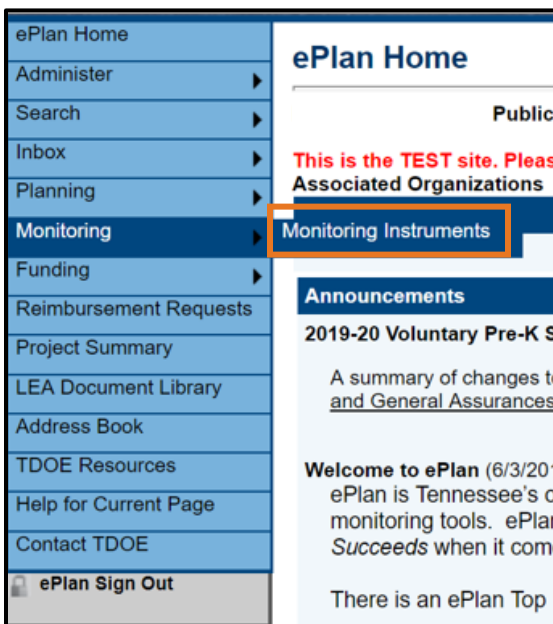 ePlan Home
Administer
Search
Inbox
Planning
Monitoring
Funding
Reimbursement Requests
Project Summary
LEA Document Library
Address Book
TDOE Resources
Help for Current Page
Contact TDOE
ePlan Sign Out
ePlan Home
Public
This is the TEST site.
Associated Organizations
Monitoring Instruments
Announcements
2019-20 Voluntary Pre-K
A summary of changes
and General Assurances
Welcome to ePlan (6/3/201
ePlan is Tennessee's
monitoring tools.
Succeeds when it
There is an ePlan Top